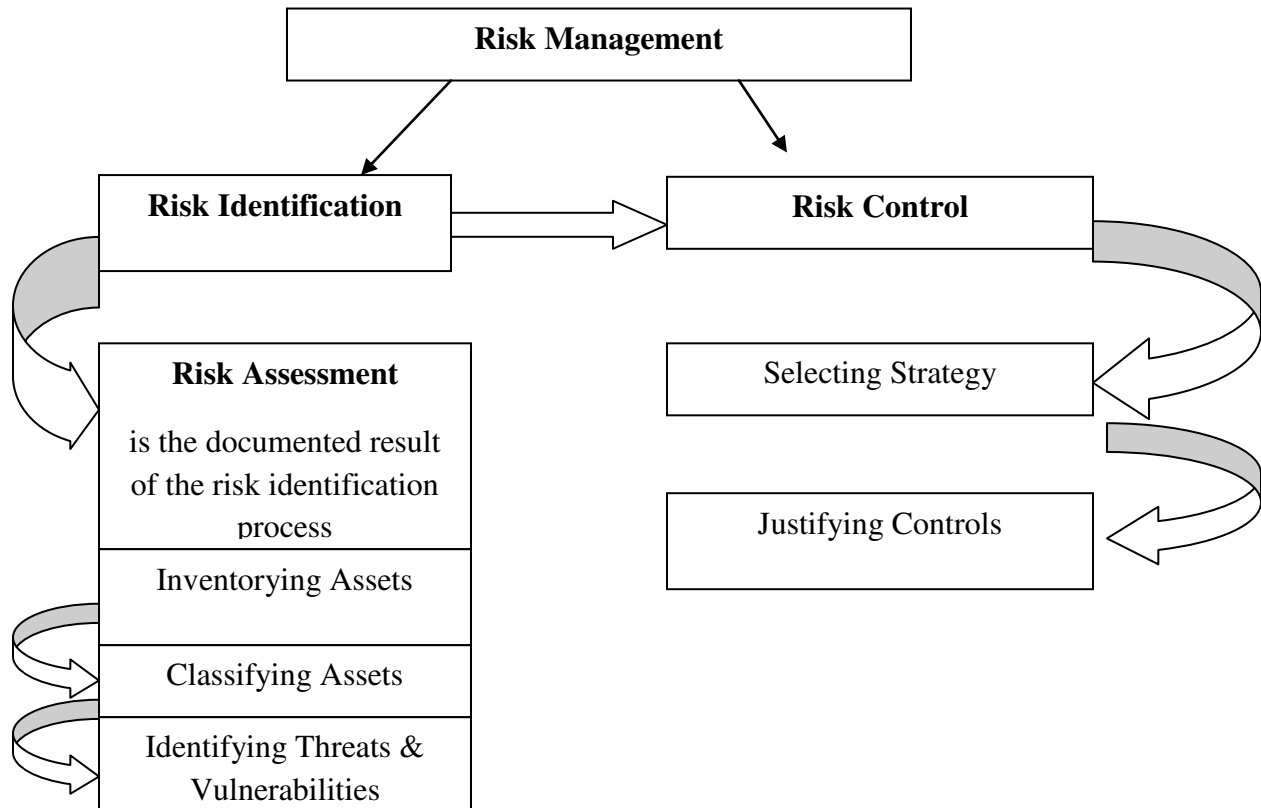 Risk Management
Risk Identification
Risk Control
Risk Assessment
is the documented result
of the risk identification
process
Inventorying Assets
Classifying Assets
Identifying Threats &
Vulnerabilities
Selecting Strategy
Justifying Controls